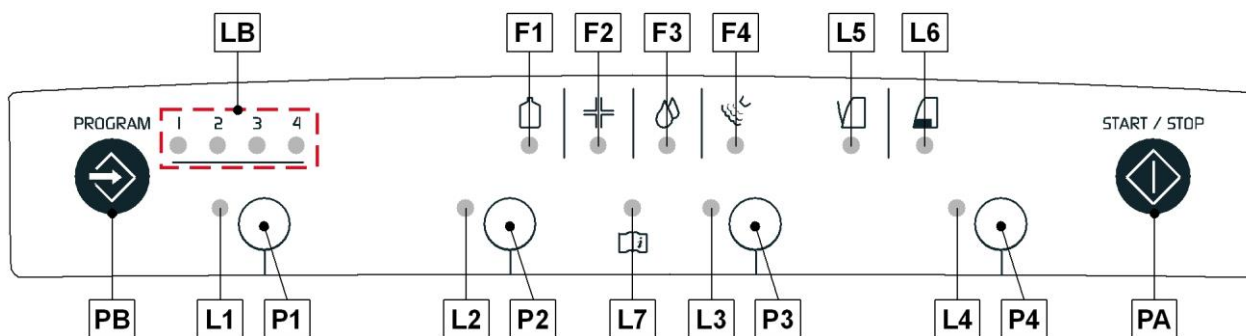 LB F1 F2 F3 F4 L5 L6
PROGRAM 1 2 3 4 START / STOP
i
PB L1 P1 L2 P2 L7 L3 P3 L4 P4 PA